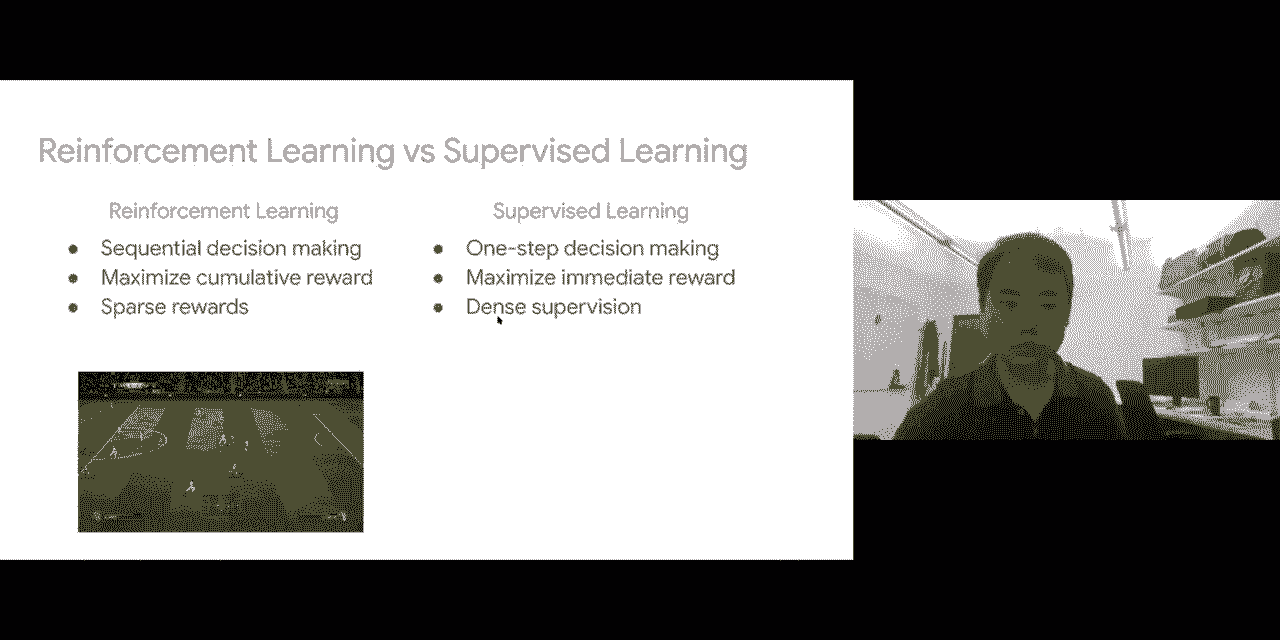 Reinforcement Learning vs Supervised Learning
Reinforcement Learning
● Sequential decision making
● Maximize cumulative reward
● Sparse rewards
Supervised Learning
● One-step decision making
● Maximize immediate reward
● Dense supervision